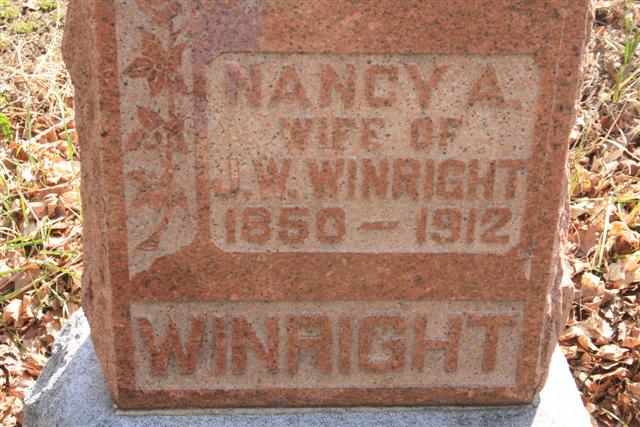 NANCY A.
WIFE OF
J.W. WINRIGHT
1850 — 1912
WINRIGHT